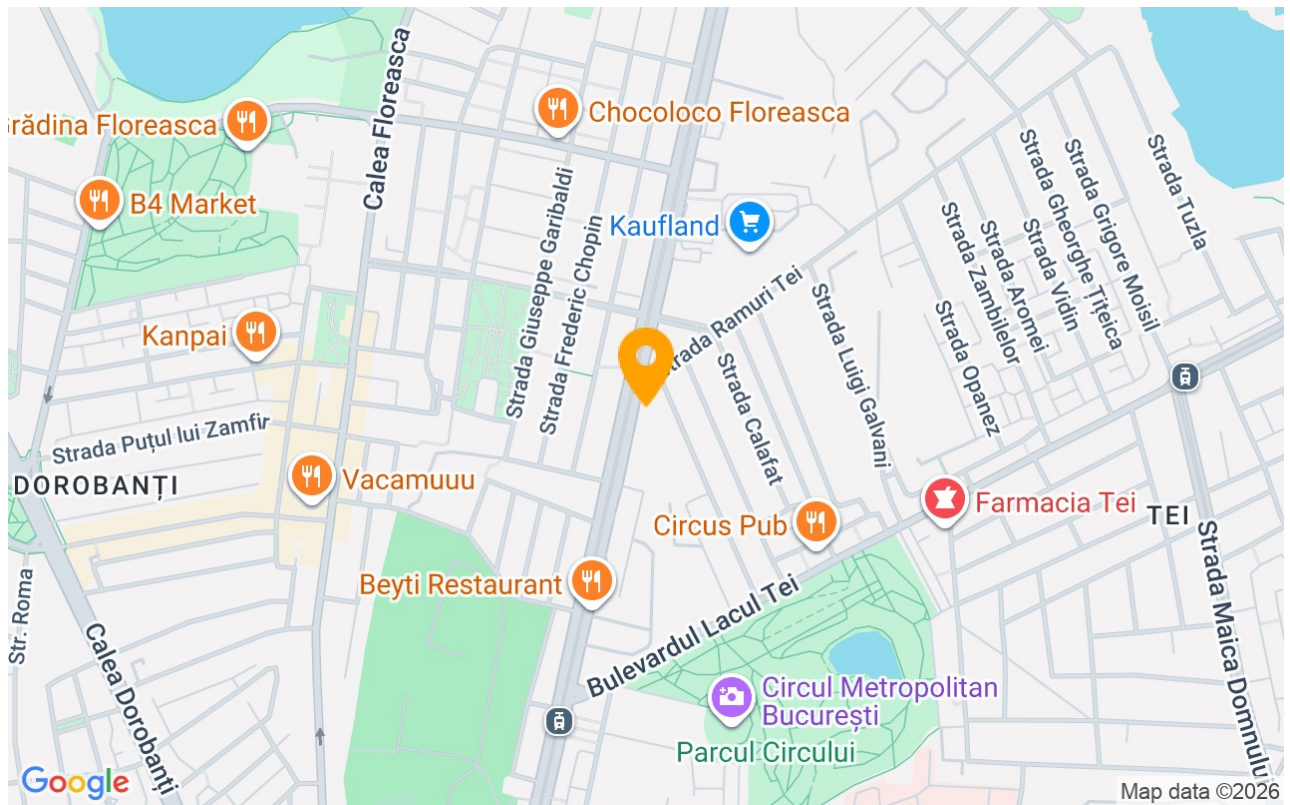 Calea Floreasca
Chocoloco Floreasca
Grădina Floreasca
B4 Market
Kaufland
Strada Giuseppe Garibaldi
Strada Frederic Chopin
Strada Ramuri Tei
Strada Tuzla
Strada Grigore Moisil
Strada Gheorghe Țițeica
Strada Vidin
Strada Aromei
Strada Zambilelor
Strada Opanez
Strada Luigi Galvani
Strada Calafat
Kanpai
Strada Puțul lui Zamfir
DOROBANȚI
Vacamuuu
Circus Pub
Farmacia Tei
TEI
Strada Maica Domnului
Beyti Restaurant
Bulevardul Lacul Tei
Str. Roma
Calea Dorobanți
Circul Metropolitan
București
Parcul Circului
Google
Map data ©2026